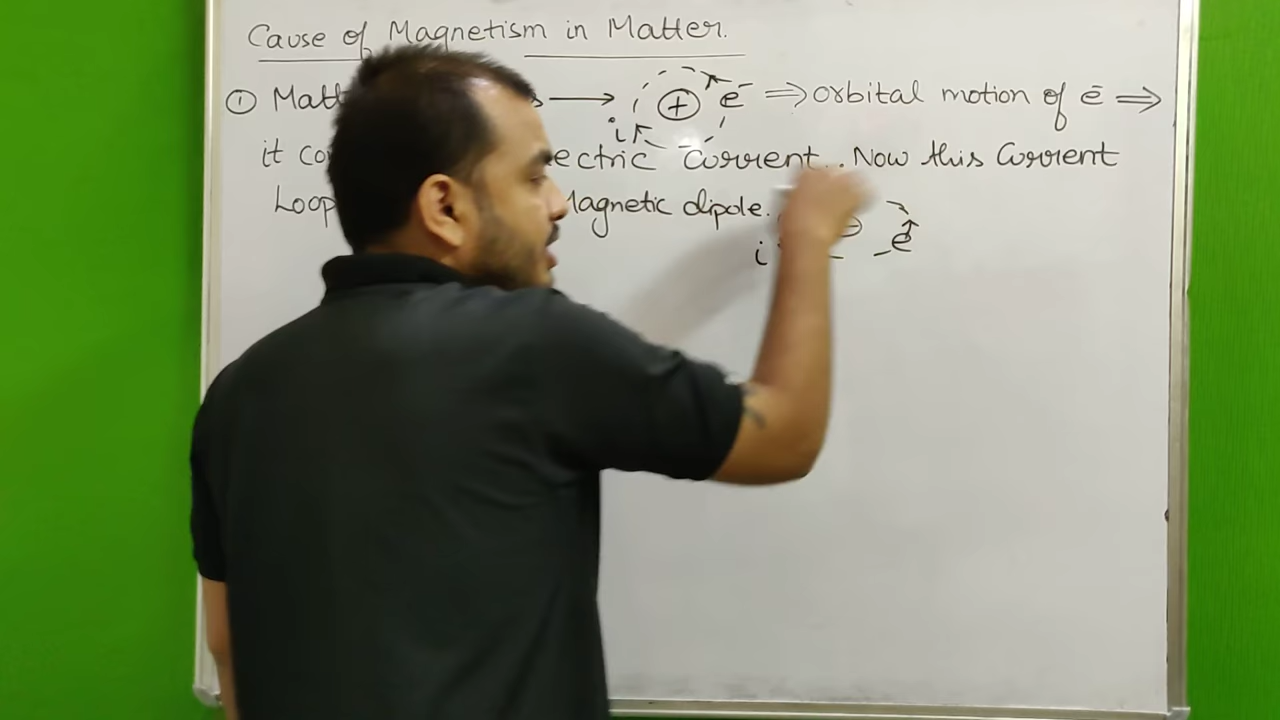 Cause of Magnetism in Matter.
① Matt → + e⁻ ⇒ orbital motion of ē ⇒
i
it co ectric current.. Now this Current
Loop Magnetic dipole.
i e